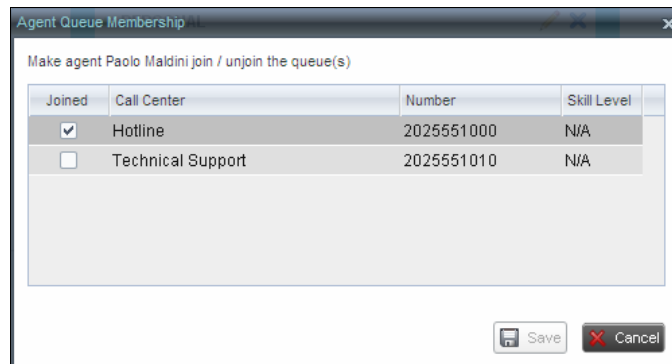 Agent Queue Membership
Make agent Paolo Maldini join / unjoin the queue(s)
Joined Call Center Number Skill Level
Hotline 2025551000 N/A
Technical Support 2025551010 N/A
Save Cancel